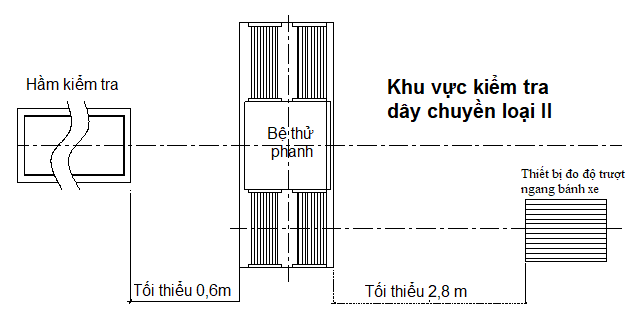 Hầm kiểm tra
Khu vực kiểm tra
dây chuyền loại II
Bệ thử
phanh
Thiết bị đo độ trượt
ngang bánh xe
Tối thiểu 0,6m
Tối thiểu 2,8 m